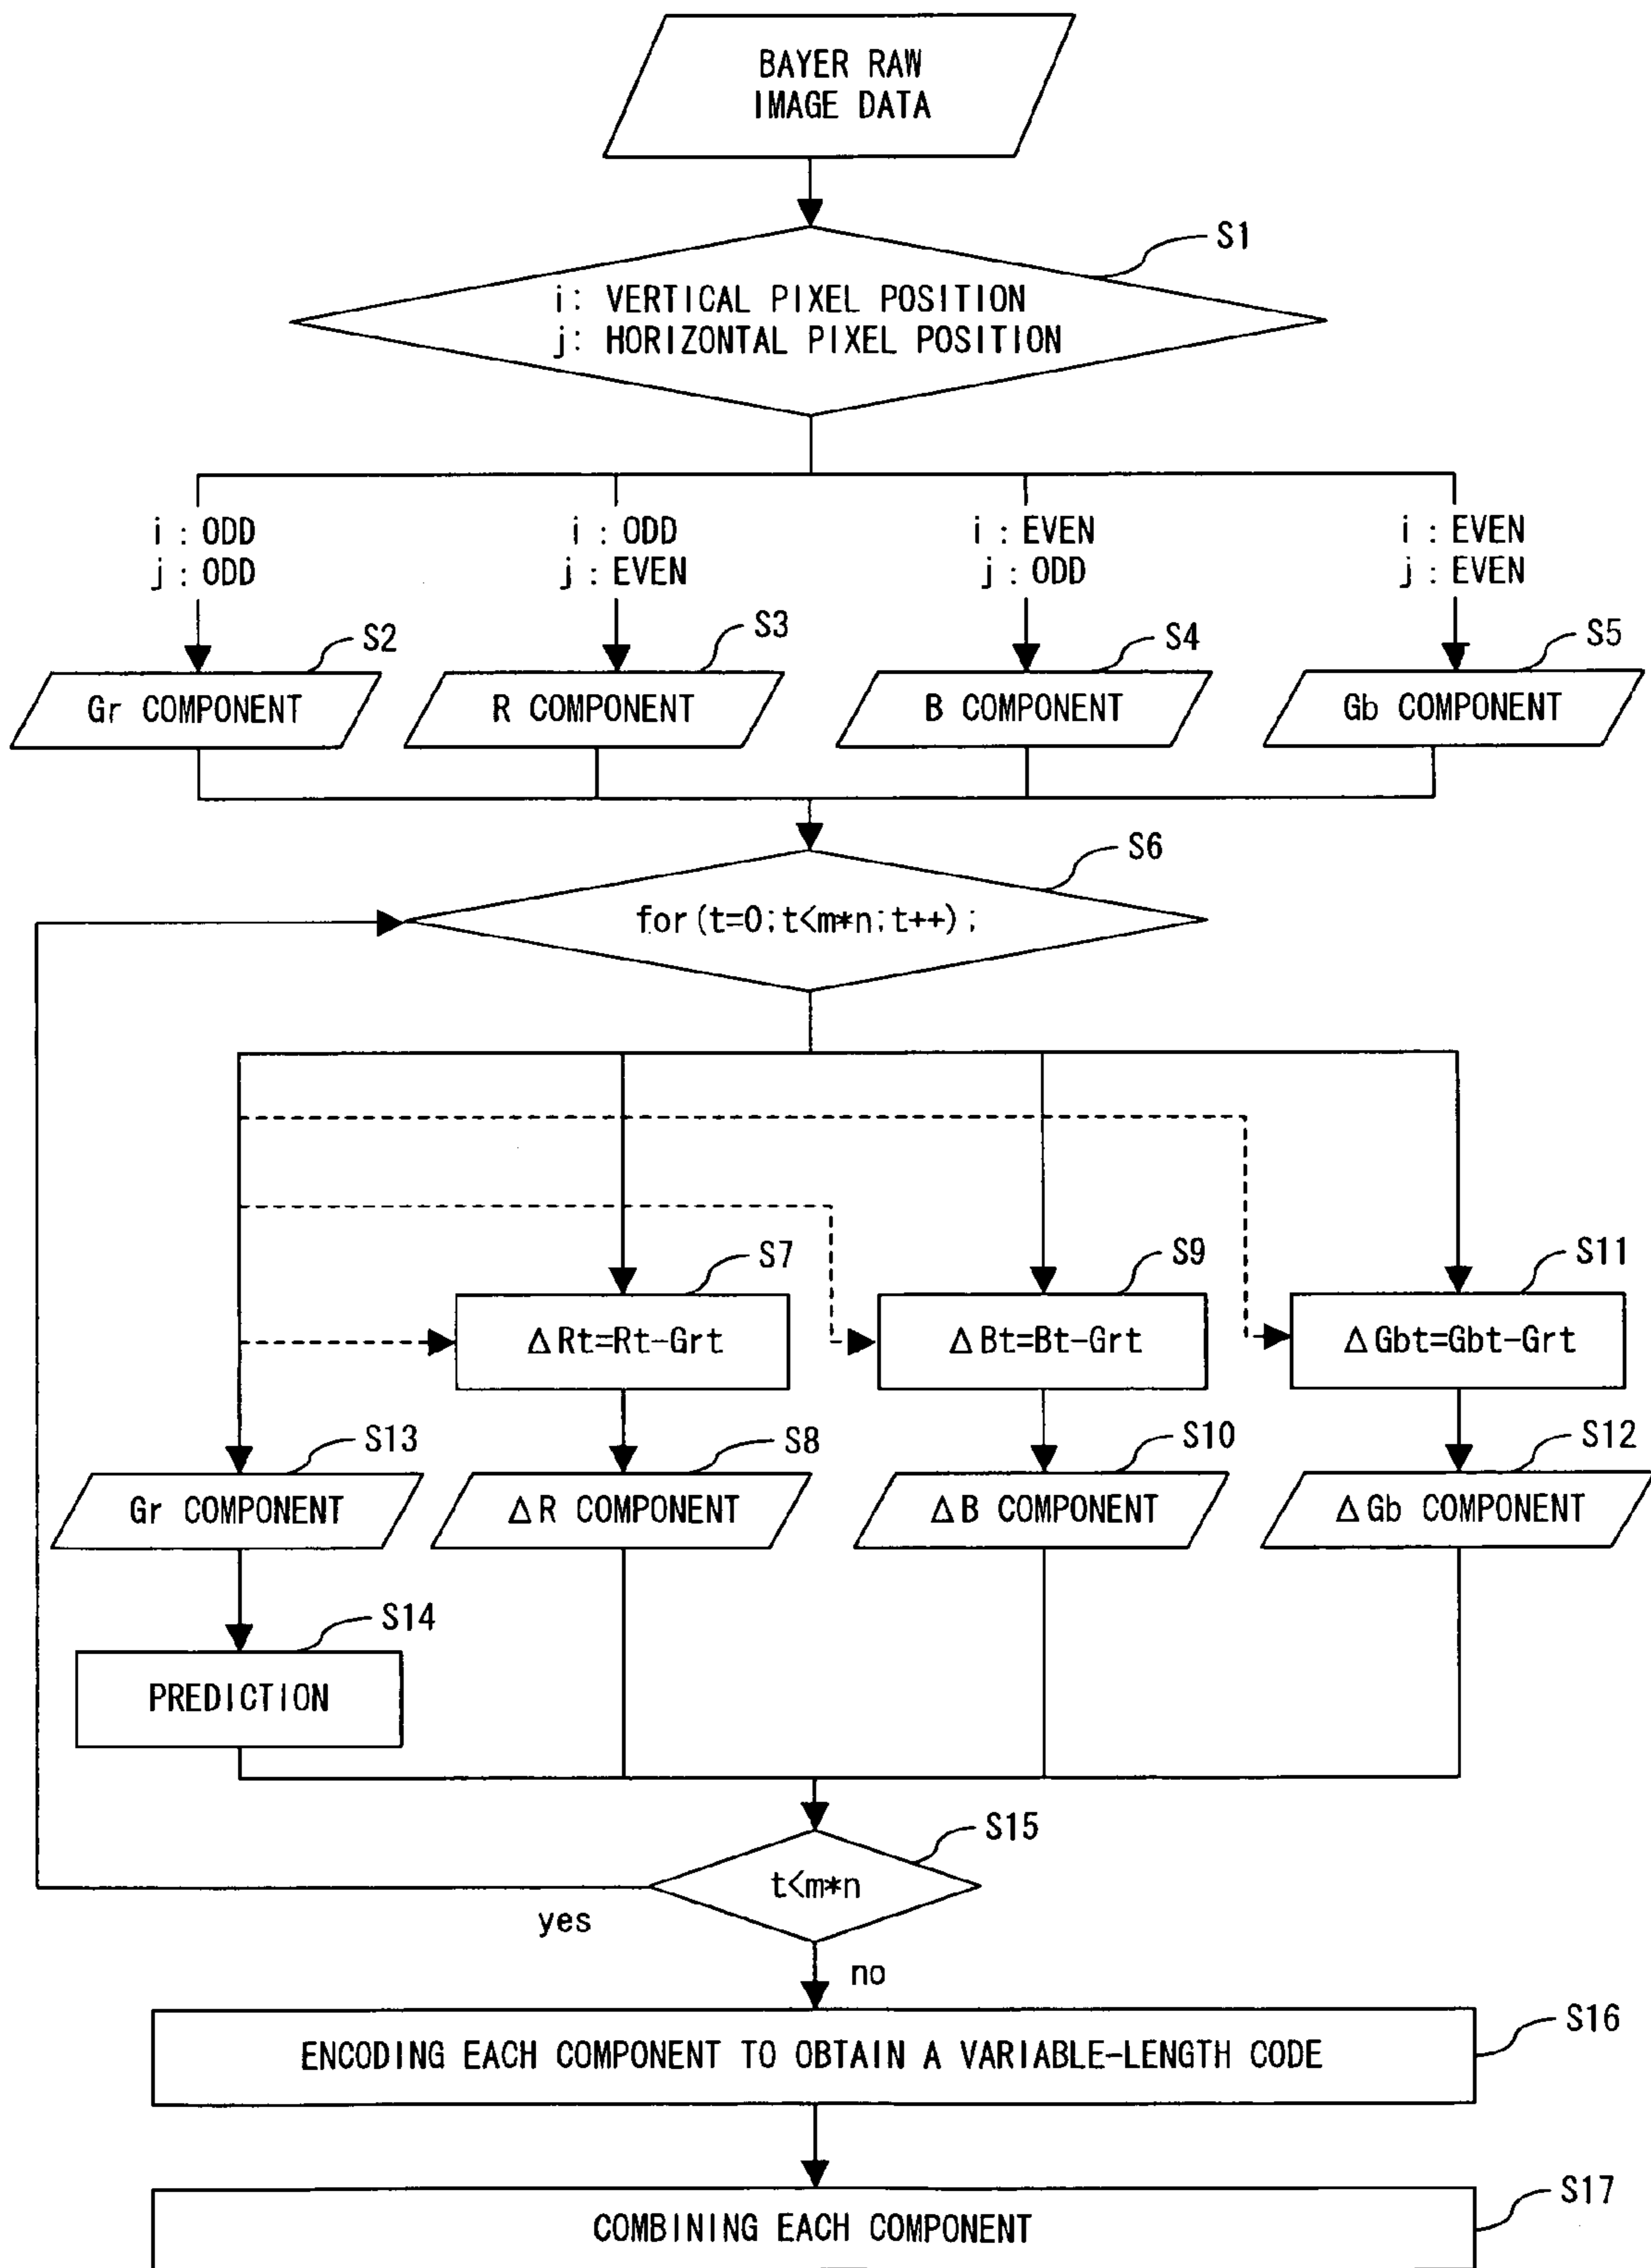 BAYER RAW
IMAGE DATA
S1
i: VERTICAL PIXEL POSITION
j: HORIZONTAL PIXEL POSITION
i : ODD
j : ODD
i : ODD
j : EVEN
i : EVEN
j : ODD
i : EVEN
j : EVEN
S2
S3
S4
S5
Gr COMPONENT
R COMPONENT
B COMPONENT
Gb COMPONENT
S6
for(t=0;t<m*n;t++);
S7
S9
S11
ΔRt=Rt-Grt
ΔBt=Bt-Grt
ΔGbt=Gbt-Grt
S13
S8
S10
S12
Gr COMPONENT
ΔR COMPONENT
ΔB COMPONENT
ΔGb COMPONENT
S14
PREDICTION
S15
t<m*n
yes
no
S16
ENCODING EACH COMPONENT TO OBTAIN A VARIABLE-LENGTH CODE
S17
COMBINING EACH COMPONENT